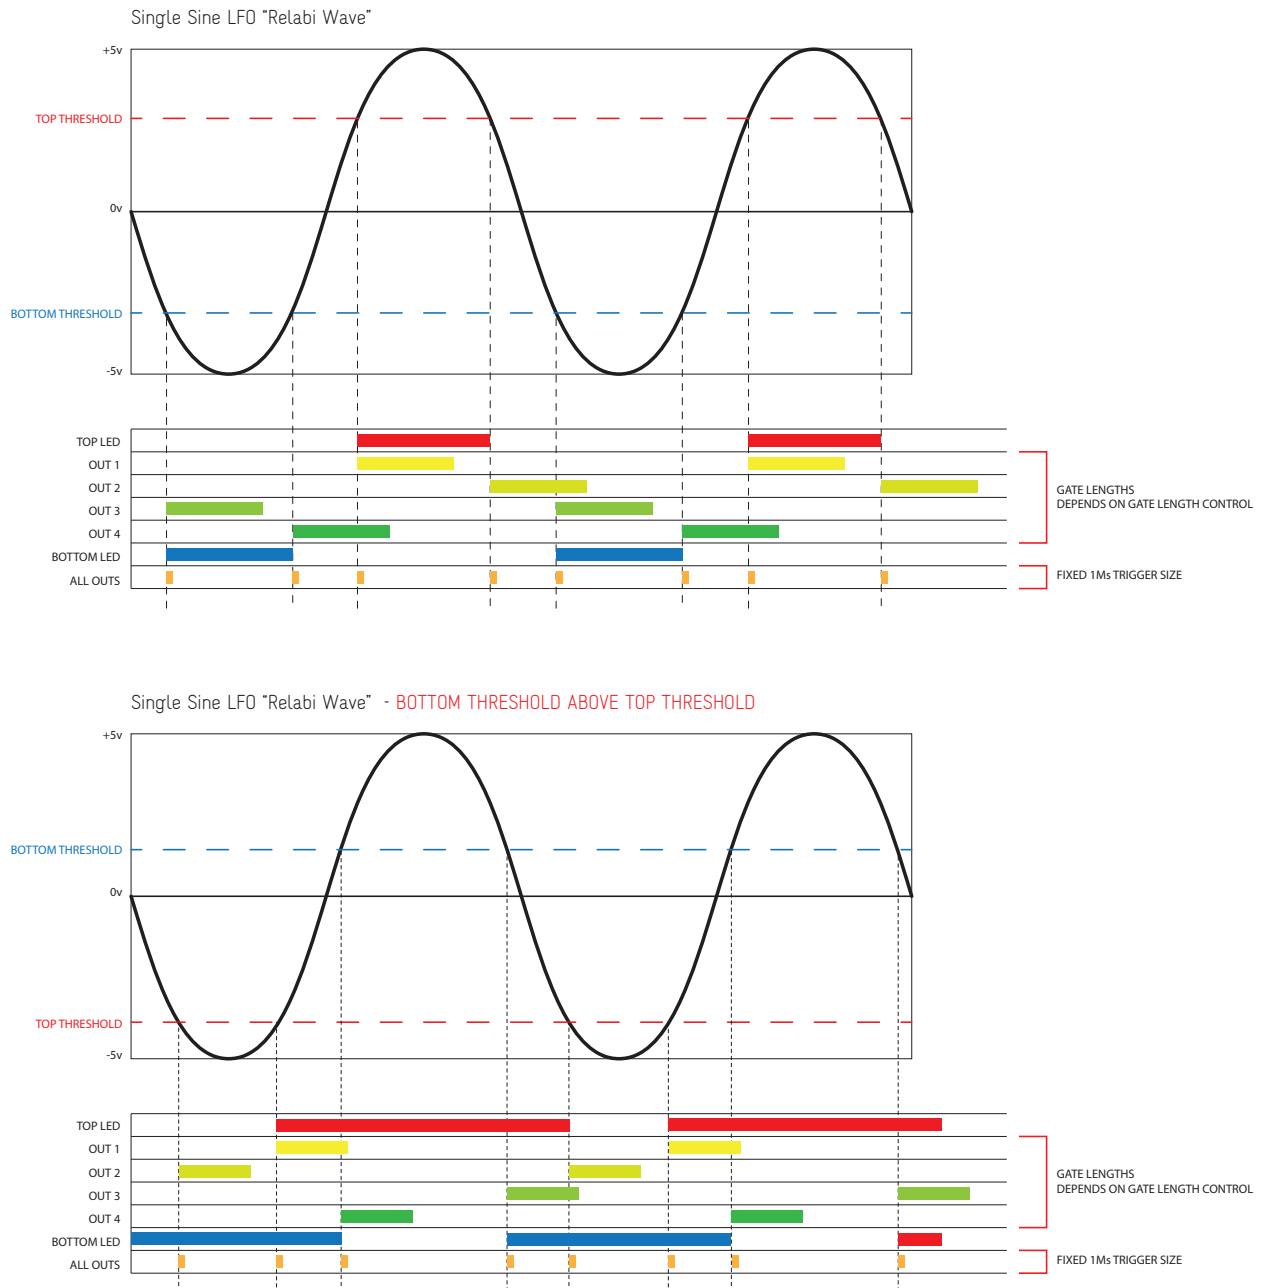 Single Sine LFO “Relabi Wave”
+5v
TOP THRESHOLD
0v
BOTTOM THRESHOLD
-5v
TOP LED
OUT 1
OUT 2
OUT 3
OUT 4
BOTTOM LED
ALL OUTS
GATE LENGTHS
DEPENDS ON GATE LENGTH CONTROL
FIXED 1Ms TRIGGER SIZE
Single Sine LFO “Relabi Wave” - BOTTOM THRESHOLD ABOVE TOP THRESHOLD
+5v
BOTTOM THRESHOLD
0v
TOP THRESHOLD
-5v
TOP LED
OUT 1
OUT 2
OUT 3
OUT 4
BOTTOM LED
ALL OUTS
GATE LENGTHS
DEPENDS ON GATE LENGTH CONTROL
FIXED 1Ms TRIGGER SIZE